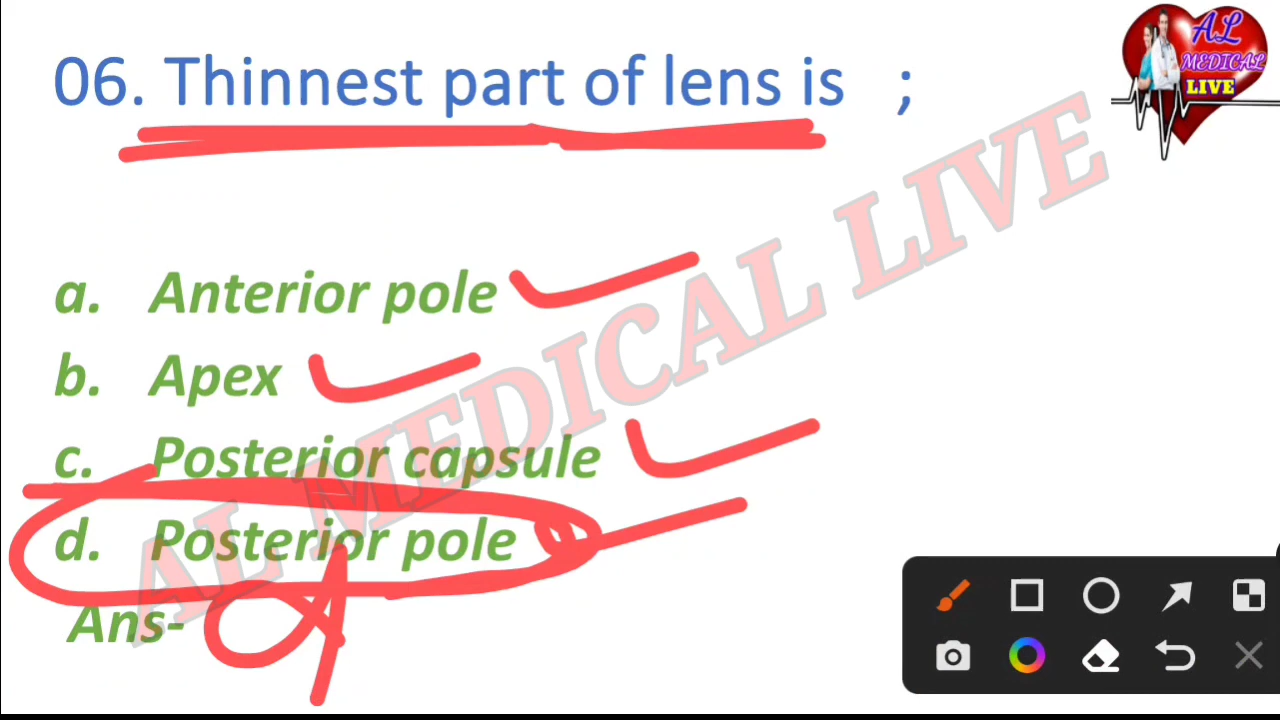 06. Thinnest part of lens is ;
AL
MEDICAL
LIVE
a. Anterior pole
b. Apex
c. Posterior capsule
d. Posterior pole
Ans- d
AL MEDICAL LIVE